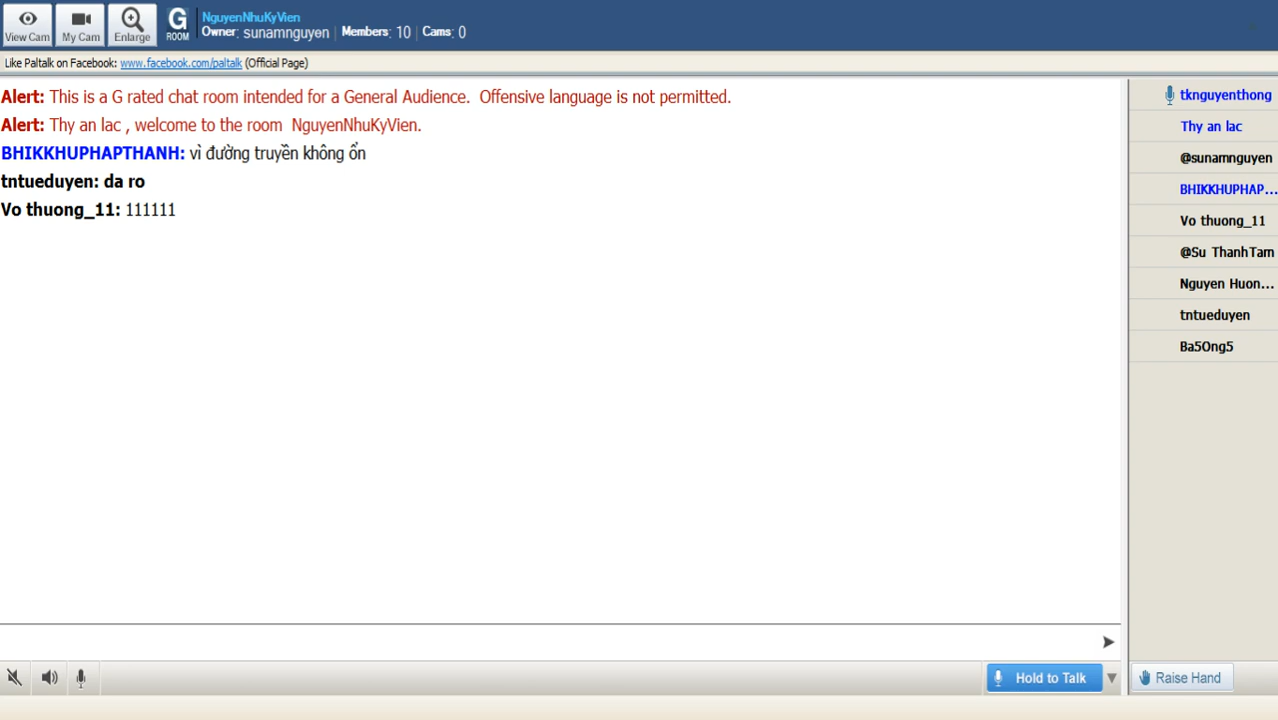 View Cam
My Cam
Enlarge
G
ROOM
NguyenNhuKyVien
Owner: sunamnguyen | Members: 10 | Cams: 0
Like Paltalk on Facebook: www.facebook.com/paltalk (Official Page)
Alert: This is a G rated chat room intended for a General Audience. Offensive language is not permitted.
Alert: Thy an lac , welcome to the room NguyenNhuKyVien.
BHIKKHUPHAPTHANH: vì đường truyền không ổn
tntueduyen: da ro
Vo thuong_11: 111111
tknguyenthong
Thy an lac
@sunamnguyen
BHIKKHUPHAP...
Vo thuong_11
@Su ThanhTam
Nguyen Huon...
tntueduyen
Ba5Ong5
Hold to Talk
Raise Hand